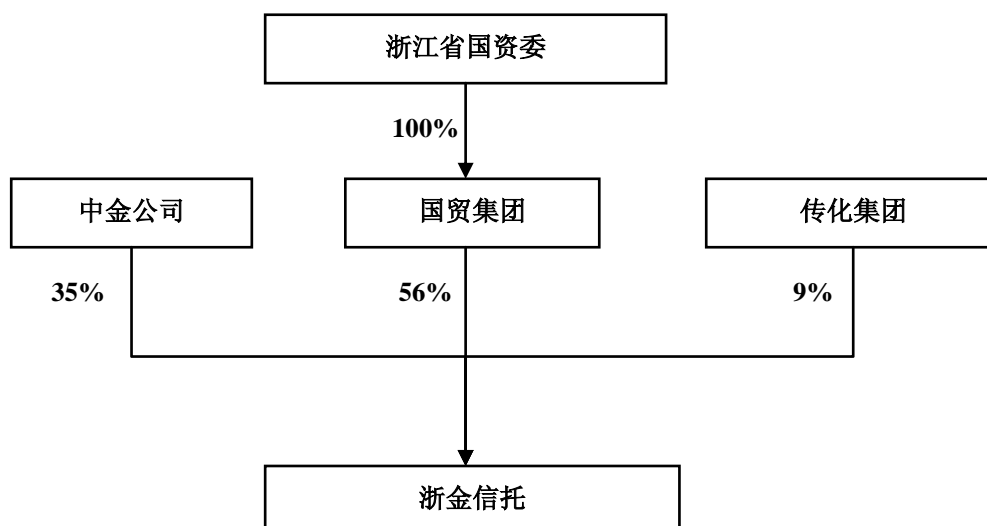 浙江省国资委
100%
中金公司
国贸集团
传化集团
35%
56%
9%
浙金信托